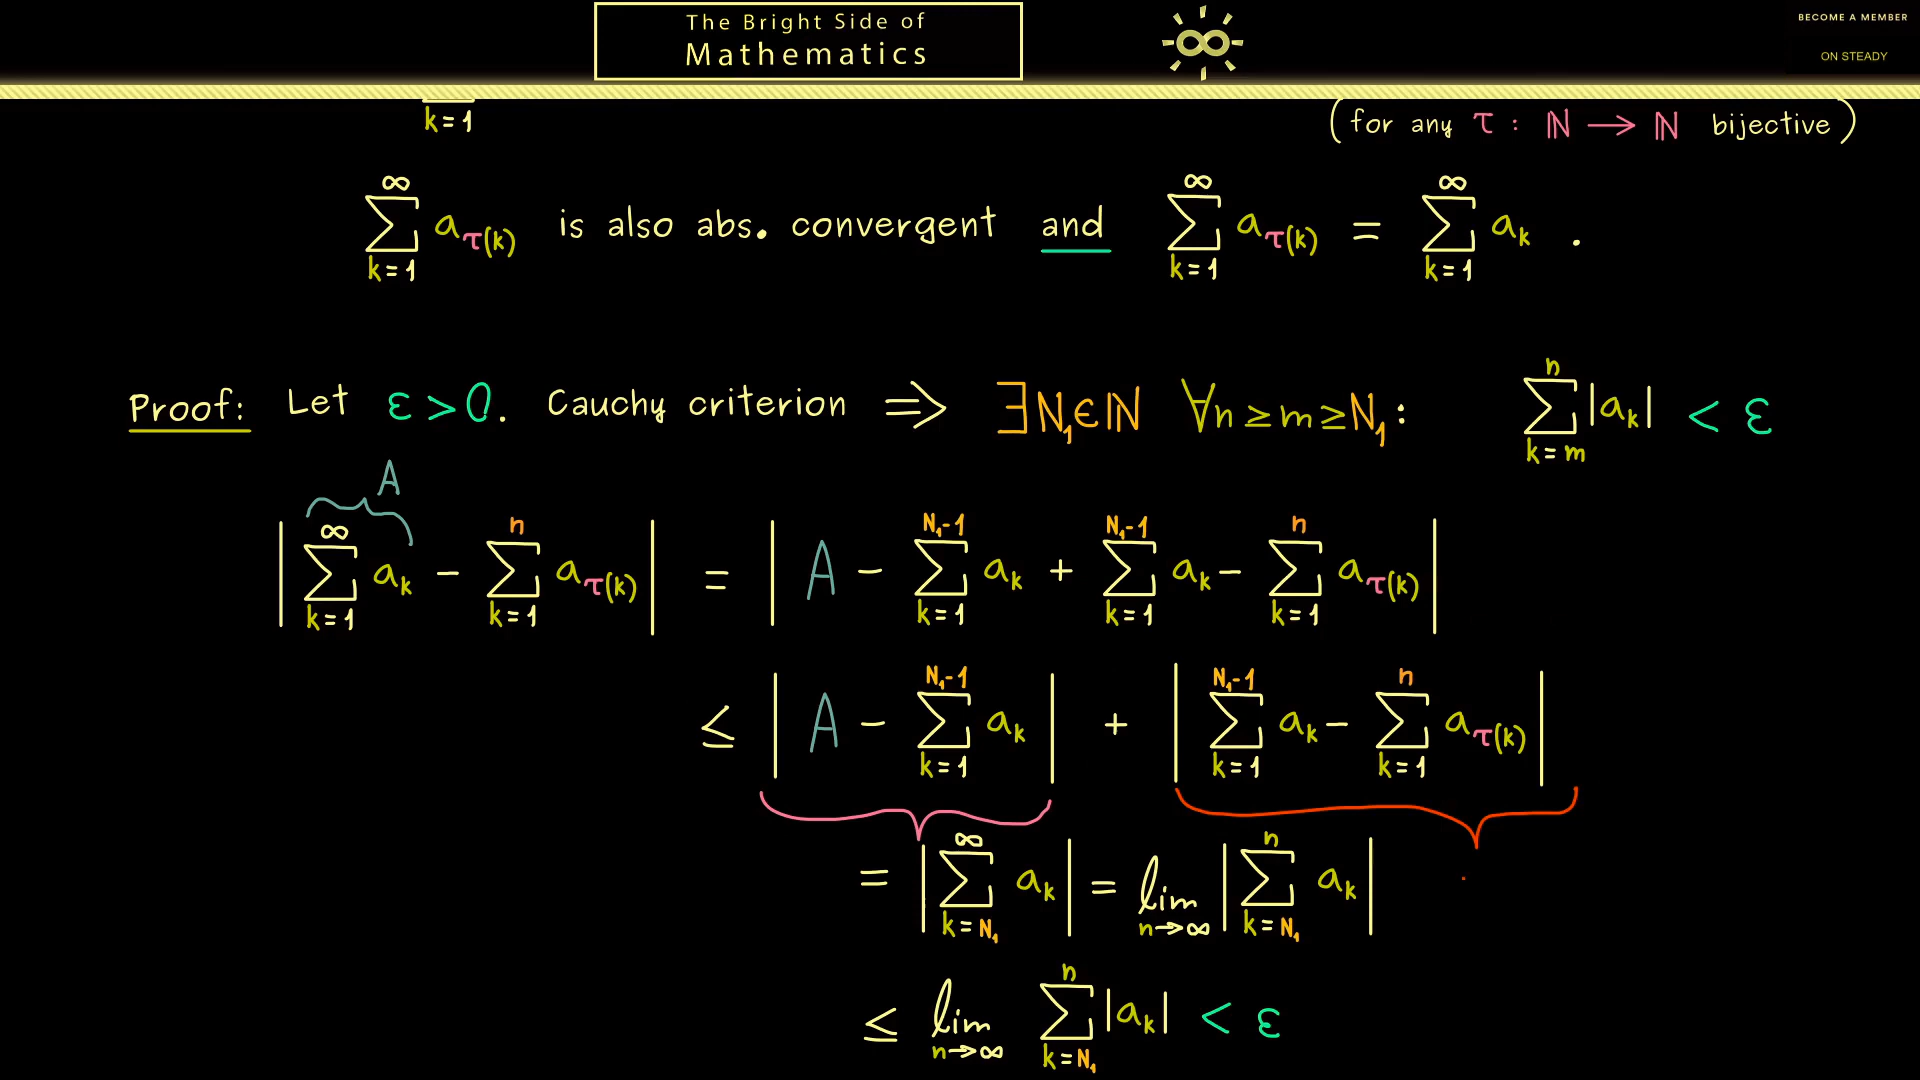 The Bright Side of
Mathematics
BECOME A MEMBER
ON STEADY
k=1
(for any τ : ℕ → ℕ bijective)
∑_{k=1}^{∞} a_{τ(k)} is also abs. convergent and ∑_{k=1}^{∞} a_{τ(k)} = ∑_{k=1}^{∞} a_k .
Proof: Let ε > 0. Cauchy criterion ⇒ ∃N₁∈ℕ ∀n ≥ m ≥ N₁: ∑_{k=m}^{n} |a_k| < ε
A
| ∑_{k=1}^{∞} a_k − ∑_{k=1}^{n} a_{τ(k)} | = | A − ∑_{k=1}^{N₁-1} a_k + ∑_{k=1}^{N₁-1} a_k − ∑_{k=1}^{n} a_{τ(k)} |
≤ | A − ∑_{k=1}^{N₁-1} a_k | + | ∑_{k=1}^{N₁-1} a_k − ∑_{k=1}^{n} a_{τ(k)} |
= | ∑_{k=N₁}^{∞} a_k | = lim_{n→∞} | ∑_{k=N₁}^{n} a_k |
≤ lim_{n→∞} ∑_{k=N₁}^{n} |a_k| < ε